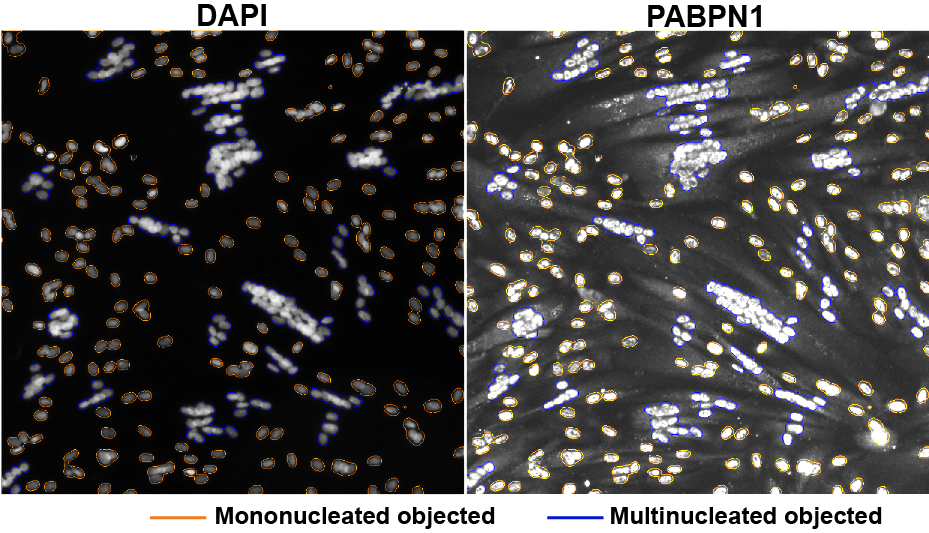 DAPI
PABPN1
Mononucleated objected
Multinucleated objected